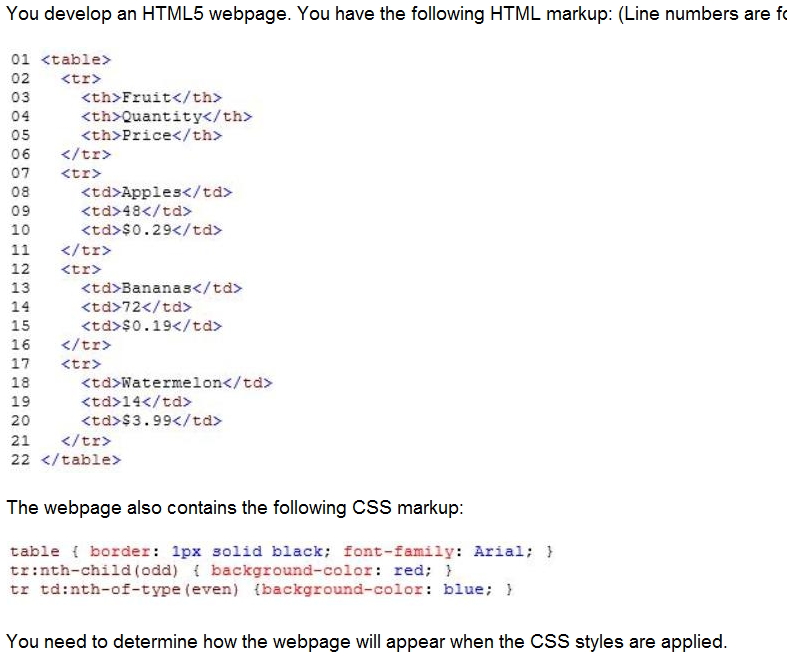 You develop an HTML5 webpage. You have the following HTML markup: (Line numbers are fo
01 <table>
02 <tr>
03 <th>Fruit</th>
04 <th>Quantity</th>
05 <th>Price</th>
06 </tr>
07 <tr>
08 <td>Apples</td>
09 <td>48</td>
10 <td>$0.29</td>
11 </tr>
12 <tr>
13 <td>Bananas</td>
14 <td>72</td>
15 <td>$0.19</td>
16 </tr>
17 <tr>
18 <td>Watermelon</td>
19 <td>14</td>
20 <td>$3.99</td>
21 </tr>
22 </table>
The webpage also contains the following CSS markup:
table { border: 1px solid black; font-family: Arial; }
tr:nth-child(odd) { background-color: red; }
tr td:nth-of-type(even) {background-color: blue; }
You need to determine how the webpage will appear when the CSS styles are applied.